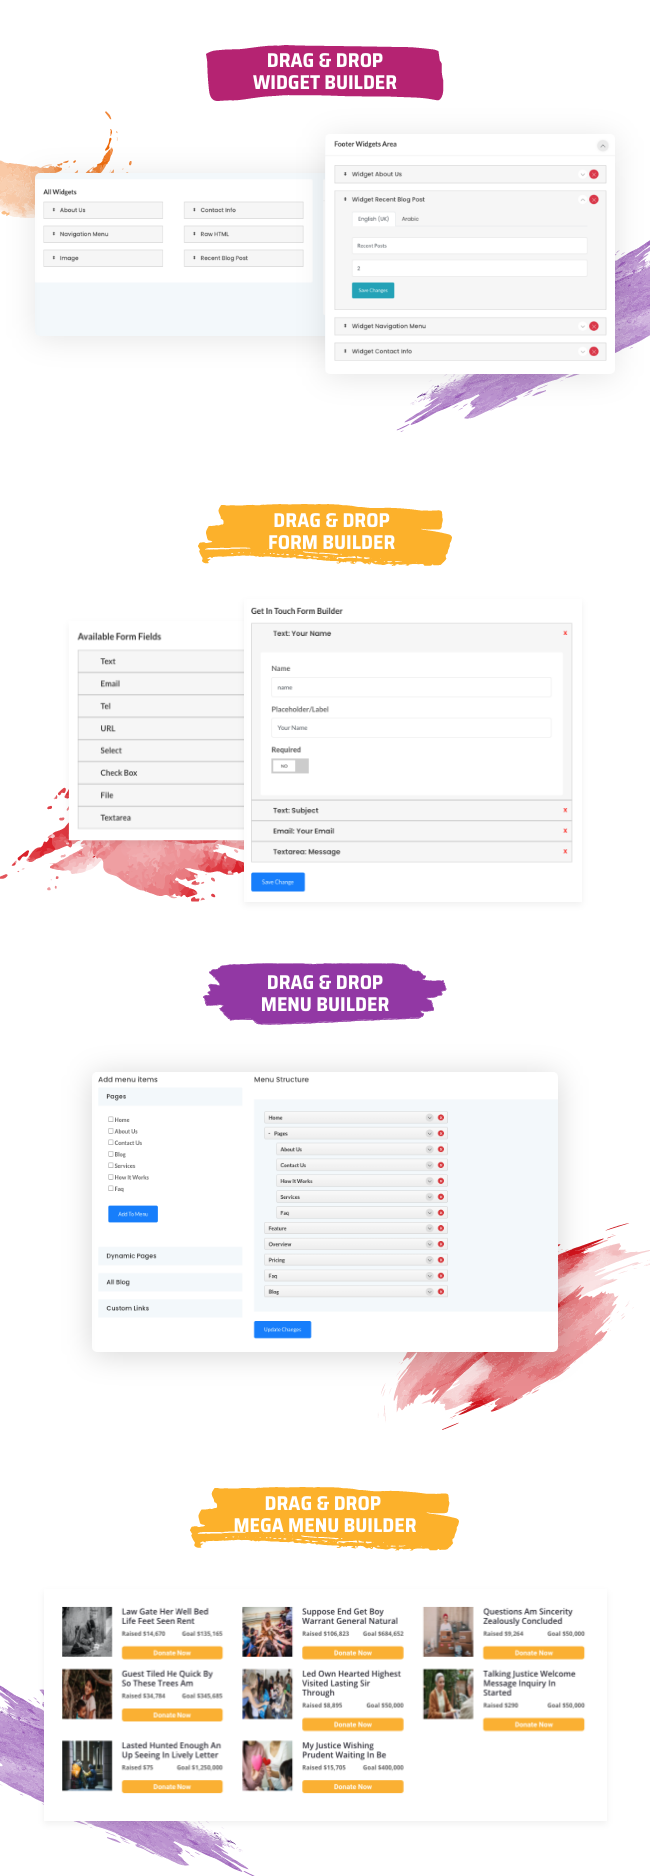 DRAG & DROP
WIDGET BUILDER
Footer Widgets Area
Widget About Us
Widget Recent Blog Post
English (UK)
Arabic
Recent Posts
2
Save Changes
Widget Navigation Menu
Widget Contact Info
All Widgets
About Us
Contact Info
Navigation Menu
Raw HTML
Image
Recent Blog Post
DRAG & DROP
FORM BUILDER
Available Form Fields
Text
Email
Tel
URL
Select
Check Box
File
Textarea
Get In Touch Form Builder
Text: Your Name
X
Name
name
Placeholder/Label
Your Name
Required
NO
Text: Subject
X
Email: Your Email
X
Textarea: Message
X
Save Change
DRAG & DROP
MENU BUILDER
Add menu items
Pages
Home
About Us
Contact Us
Blog
Services
How It Works
Faq
Add To Menu
Dynamic Pages
All Blog
Custom Links
Menu Structure
Home
- Pages
About Us
Contact Us
How It Works
Services
Faq
Feature
Overview
Pricing
Faq
Blog
Update Changes
DRAG & DROP
MEGA MENU BUILDER
Law Gate Her Well Bed
Life Feet Seen Rent
Raised $14,670 Goal $135,165
Donate Now
Suppose End Get Boy
Warrant General Natural
Raised $106,823 Goal $684,652
Donate Now
Questions Am Sincerity
Zealously Concluded
Raised $9,264 Goal $50,000
Donate Now
Guest Tiled He Quick By
So These Trees Am
Raised $34,784 Goal $345,685
Donate Now
Led Own Hearted Highest
Visited Lasting Sir
Through
Raised $8,895 Goal $50,000
Donate Now
Talking Justice Welcome
Message Inquiry In
Started
Raised $290 Goal $50,000
Donate Now
Lasted Hunted Enough An
Up Seeing In Lively Letter
Raised $75 Goal $1,250,000
Donate Now
My Justice Wishing
Prudent Waiting In Be
Raised $15,705 Goal $400,000
Donate Now